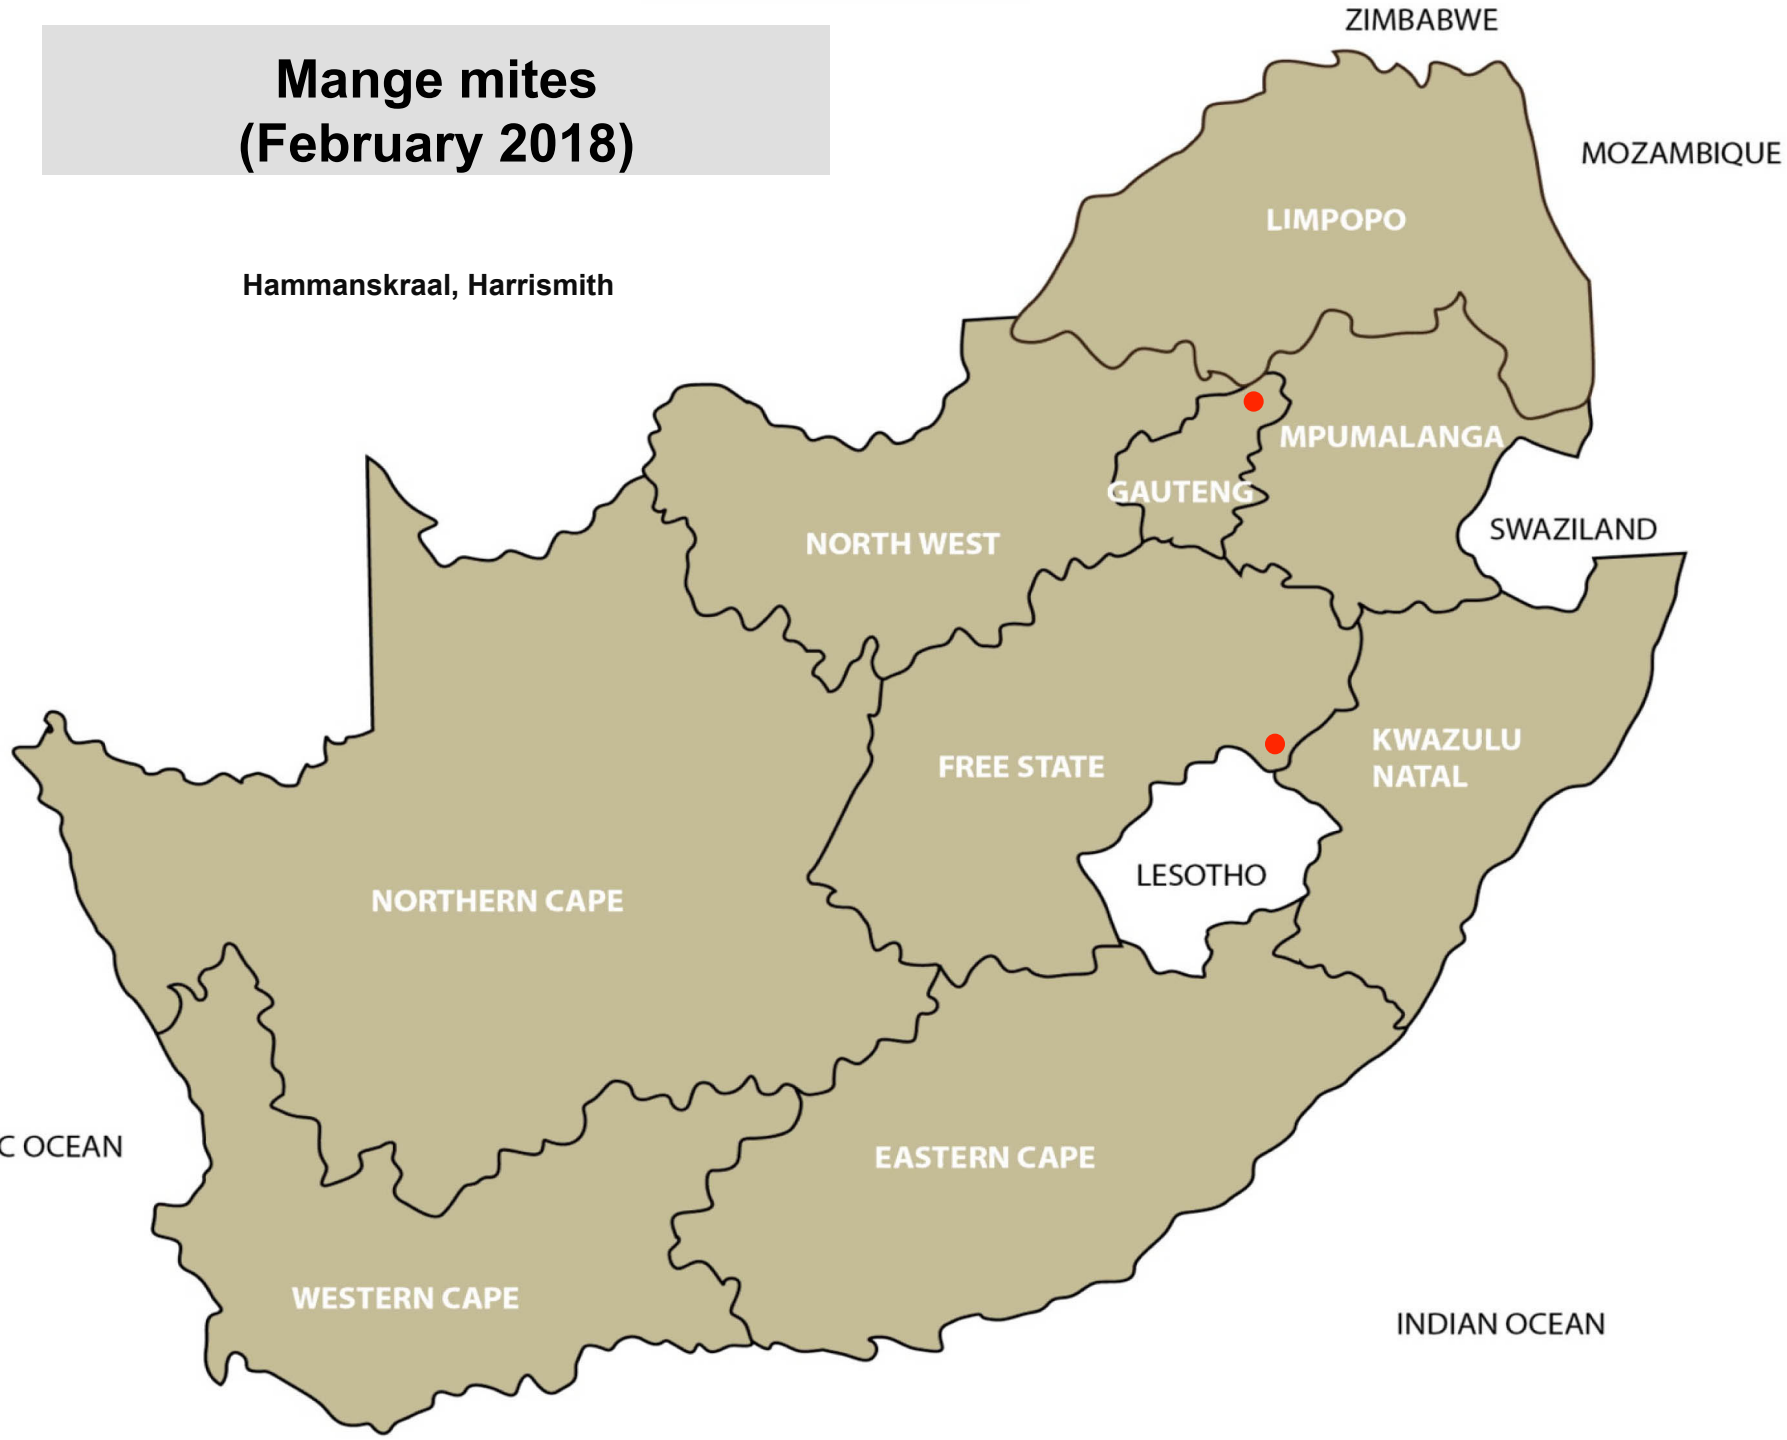 Mange mites
(February 2018)
Hammanskraal, Harrismith
ZIMBABWE
MOZAMBIQUE
LIMPOPO
MPUMALANGA
GAUTENG
SWAZILAND
NORTH WEST
KWAZULU
NATAL
FREE STATE
LESOTHO
NORTHERN CAPE
C OCEAN
EASTERN CAPE
WESTERN CAPE
INDIAN OCEAN